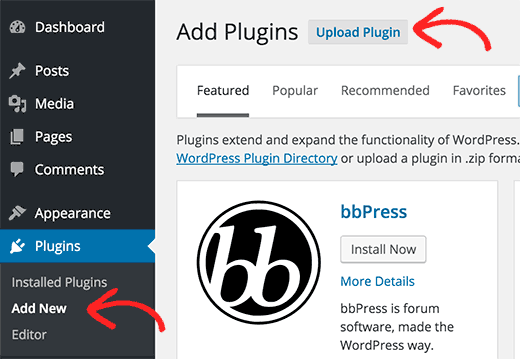 Dashboard
Posts
Media
Pages
Comments
Appearance
Plugins
Installed Plugins
Add New
Editor
Add Plugins
Upload Plugin
Featured Popular Recommended Favorites
Plugins extend and expand the functionality of WordPress.
WordPress Plugin Directory or upload a plugin in .zip forma
bb
bbPress
Install Now
More Details
bbPress is forum
software, made the
WordPress way.